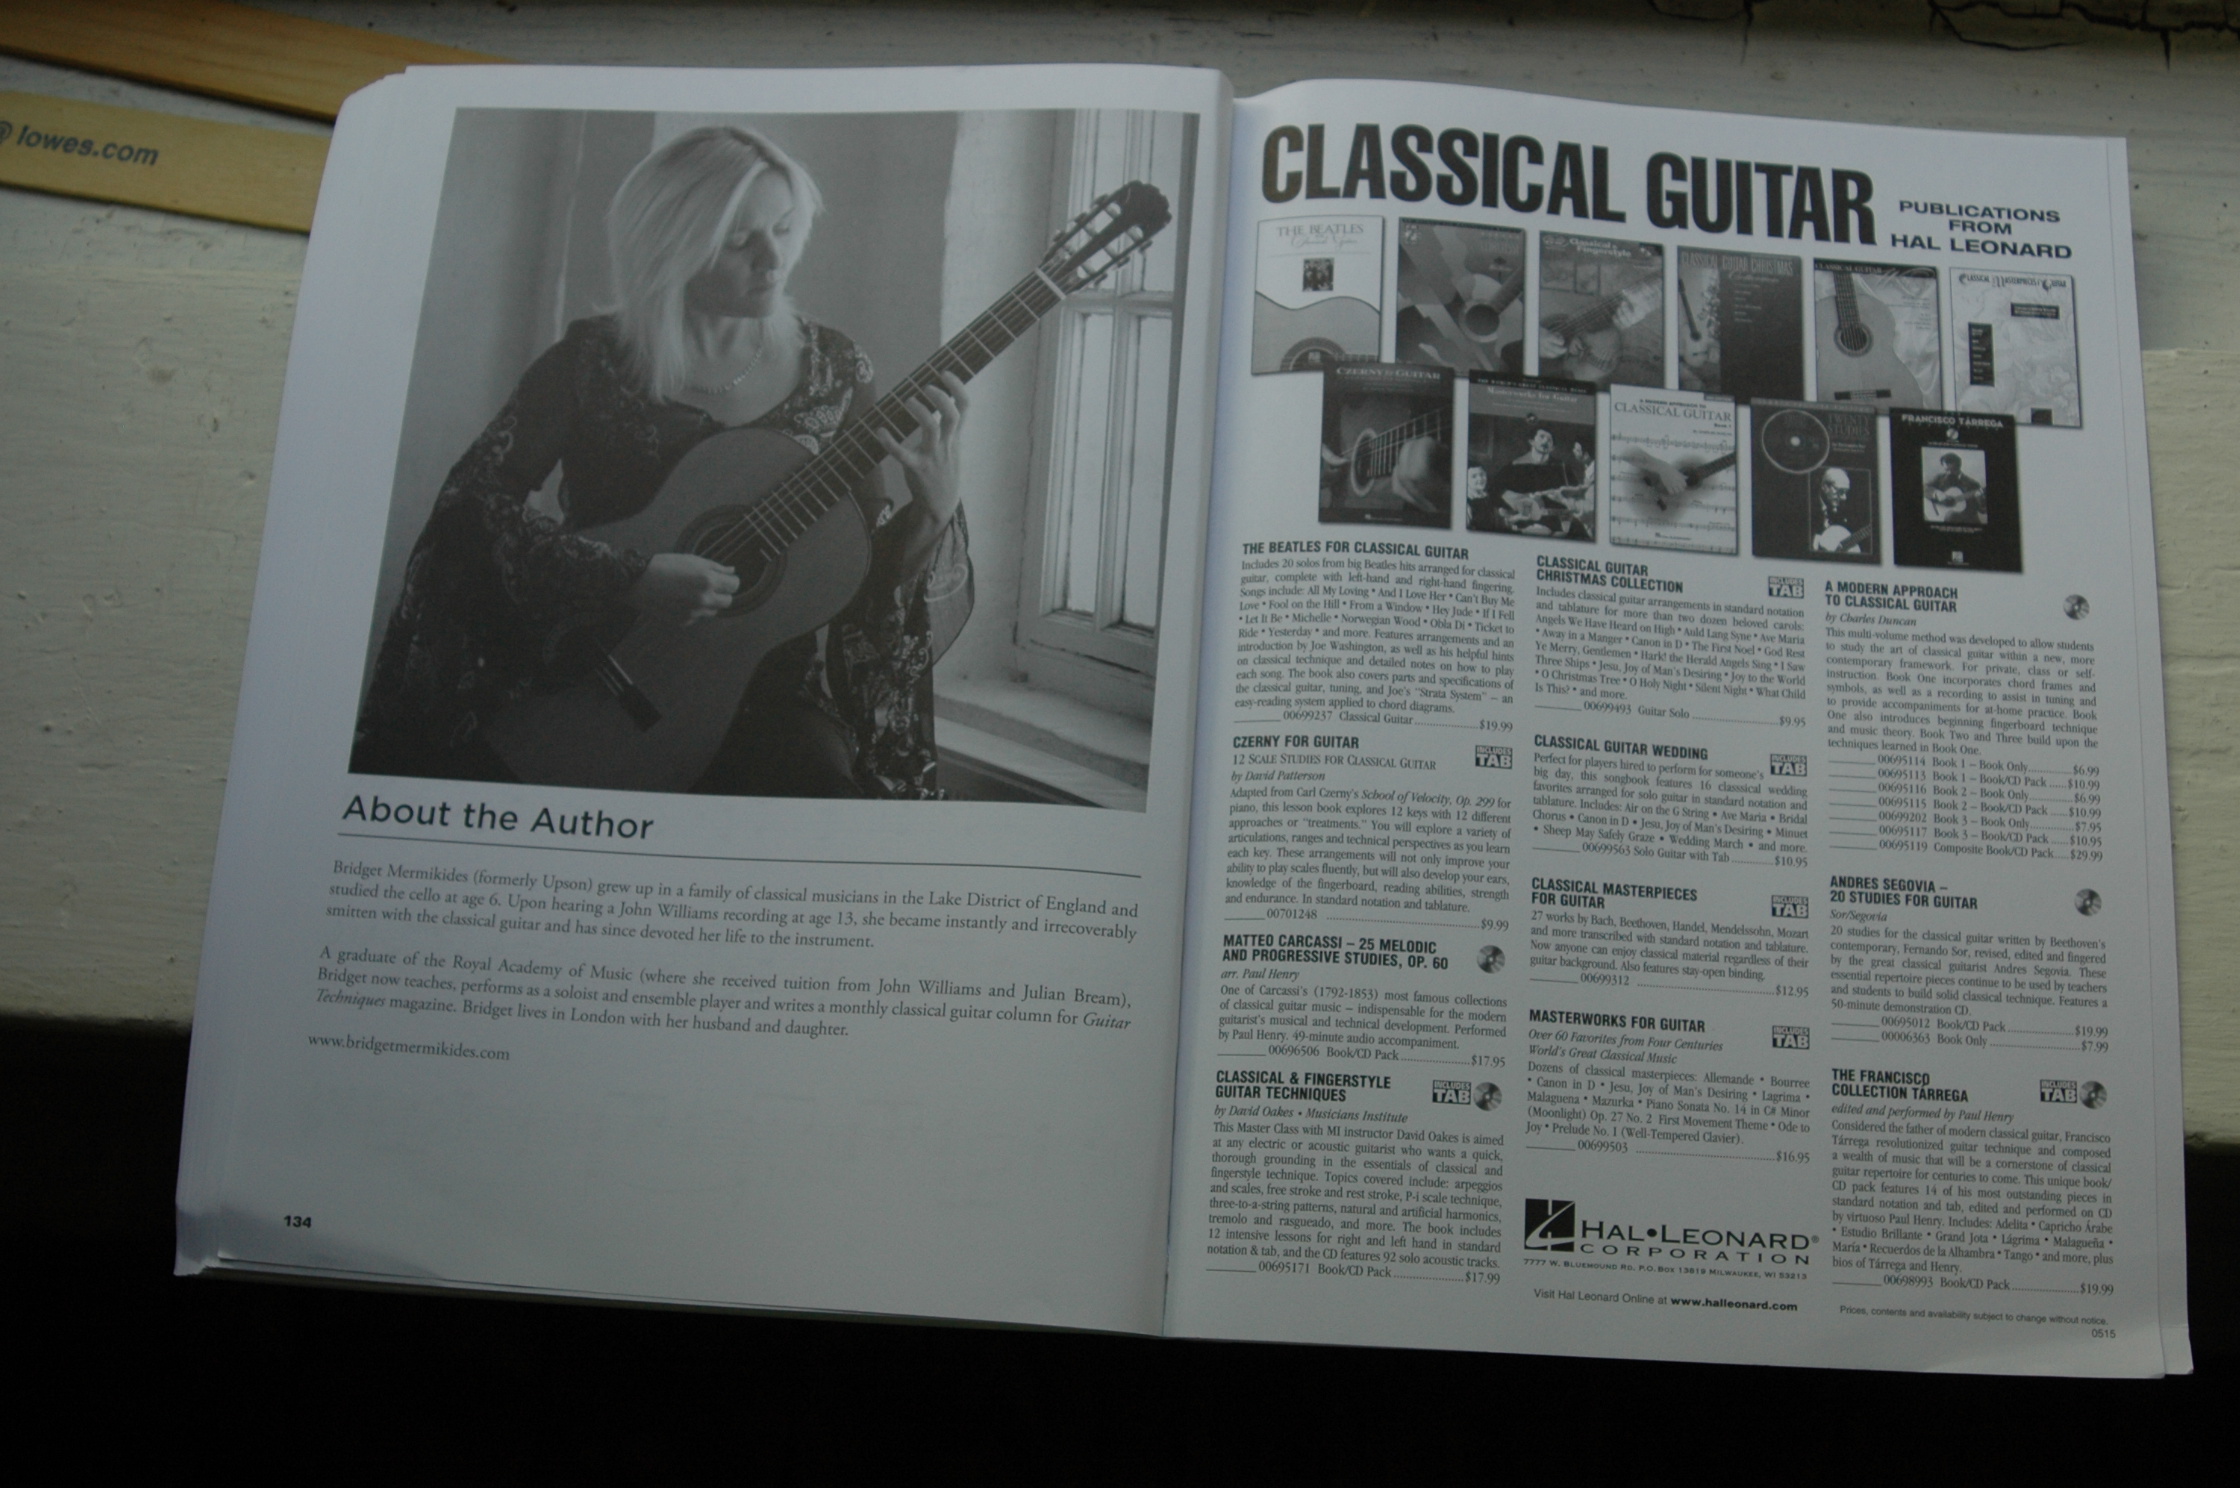 About the Author
Bridget Mermikides (formerly Upson) grew up in a family of classical musicians in the Lake District of England and
studied the cello at age 6. Upon hearing a John Williams recording at age 13, she became instantly and irrecoverably
smitten with the classical guitar and has since devoted her life to the instrument.
A graduate of the Royal Academy of Music (where she received tuition from John Williams and Julian Bream),
Bridget now teaches, performs as a soloist and ensemble player and writes a monthly classical guitar column for Guitar
Techniques magazine. Bridget lives in London with her husband and daughter.
www.bridgetmermikides.com
134
CLASSICAL GUITAR
PUBLICATIONS
FROM
HAL LEONARD
THE BEATLES
CZERNY FOR GUITAR
CLASSICAL GUITAR
FRANCISCO TÁRREGA
THE BEATLES FOR CLASSICAL GUITAR
Includes 20 solos from big Beatles hits arranged for classical
guitar, complete with left-hand and right-hand fingering.
Songs include: All My Loving • And I Love Her • Can't Buy Me
Love • Fool on the Hill • From a Window • Hey Jude • If I Fell
• Let It Be • Michelle • Norwegian Wood • Obla Di • Ticket to
Ride • Yesterday • and more. Features arrangements and an
introduction by Joe Washington, as well as his helpful hints
on classical technique and detailed notes on how to play
each song. The book also covers parts and specifications of
the classical guitar, tuning, and Joe's "Strata System" – an
easy-reading system applied to chord diagrams.
00699237 Classical Guitar ..............$19.99
CZERNY FOR GUITAR
INCLUDES TAB
12 SCALE STUDIES FOR CLASSICAL GUITAR
by David Patterson
Adapted from Carl Czerny's School of Velocity, Op. 299 for
piano, this lesson book explores 12 keys with 12 different
approaches or "treatments." You will explore a variety of
articulations, ranges and technical perspectives as you learn
each key. These arrangements will not only improve your
ability to play scales fluently, but will also develop your ears,
knowledge of the fingerboard, reading abilities, strength
and endurance. In standard notation and tablature.
00701248 ..............$9.99
MATTEO CARCASSI – 25 MELODIC
AND PROGRESSIVE STUDIES, OP. 60
arr. Paul Henry
One of Carcassi's (1792-1853) most famous collections
of classical guitar music – indispensable for the modern
guitarist's musical and technical development. Performed
by Paul Henry. 49-minute audio accompaniment.
00696506 Book/CD Pack..............$17.95
CLASSICAL & FINGERSTYLE
GUITAR TECHNIQUES
INCLUDES TAB
by David Oakes • Musicians Institute
This Master Class with MI instructor David Oakes is aimed
at any electric or acoustic guitarist who wants a quick,
thorough grounding in the essentials of classical and
fingerstyle technique. Topics covered include: arpeggios
and scales, free stroke and rest stroke, P-i scale technique,
three-to-a-string patterns, natural and artificial harmonics,
tremolo and rasgueado, and more. The book includes
12 intensive lessons for right and left hand in standard
notation & tab, and the CD features 92 solo acoustic tracks.
00695171 Book/CD Pack..............$17.99
CLASSICAL GUITAR
CHRISTMAS COLLECTION
INCLUDES TAB
Includes classical guitar arrangements in standard notation
and tablature for more than two dozen beloved carols:
Angels We Have Heard on High • Auld Lang Syne • Ave Maria
• Away in a Manger • Canon in D • The First Noel • God Rest
Ye Merry, Gentlemen • Hark! the Herald Angels Sing • I Saw
Three Ships • Jesu, Joy of Man's Desiring • Joy to the World
• O Christmas Tree • O Holy Night • Silent Night • What Child
Is This? • and more.
00699493 Guitar Solo ..............$9.95
CLASSICAL GUITAR WEDDING
INCLUDES TAB
Perfect for players hired to perform for someone's
big day, this songbook features 16 classsical wedding
favorites arranged for solo guitar in standard notation and
tablature. Includes: Air on the G String • Ave Maria • Bridal
Chorus • Canon in D • Jesu, Joy of Man's Desiring • Minuet
• Sheep May Safely Graze • Wedding March • and more.
00699563 Solo Guitar with Tab ..............$10.95
CLASSICAL MASTERPIECES
FOR GUITAR
INCLUDES TAB
27 works by Bach, Beethoven, Handel, Mendelssohn, Mozart
and more transcribed with standard notation and tablature.
Now anyone can enjoy classical material regardless of their
guitar background. Also features stay-open binding.
00699312 ..............$12.95
MASTERWORKS FOR GUITAR
INCLUDES TAB
Over 60 Favorites from Four Centuries
World's Great Classical Music
Dozens of classical masterpieces: Allemande • Bourree
• Canon in D • Jesu, Joy of Man's Desiring • Lagrima •
Malaguena • Mazurka • Piano Sonata No. 14 in C# Minor
(Moonlight) Op. 27 No. 2 First Movement Theme • Ode to
Joy • Prelude No. 1 (Well-Tempered Clavier).
00699503 ..............$16.95
HAL•LEONARD®
CORPORATION
7777 W. BLUEMOUND RD. P.O. BOX 13819 MILWAUKEE, WI 53213
Visit Hal Leonard Online at www.halleonard.com
A MODERN APPROACH
TO CLASSICAL GUITAR
by Charles Duncan
This multi-volume method was developed to allow students
to study the art of classical guitar within a new, more
contemporary framework. For private, class or self-
instruction. Book One incorporates chord frames and
symbols, as well as a recording to assist in tuning and
to provide accompaniments for at-home practice. Book
One also introduces beginning fingerboard technique
and music theory. Book Two and Three build upon the
techniques learned in Book One.
00695114 Book 1 – Book Only..............$6.99
00695113 Book 1 – Book/CD Pack ......$10.99
00695116 Book 2 – Book Only..............$6.99
00695115 Book 2 – Book/CD Pack ......$10.99
00699202 Book 3 – Book Only..............$7.95
00695117 Book 3 – Book/CD Pack ......$10.95
00695119 Composite Book/CD Pack....$29.99
ANDRES SEGOVIA –
20 STUDIES FOR GUITAR
Sor/Segovia
20 studies for the classical guitar written by Beethoven's
contemporary, Fernando Sor, revised, edited and fingered
by the great classical guitarist Andres Segovia. These
essential repertoire pieces continue to be used by teachers
and students to build solid classical technique. Features a
50-minute demonstration CD.
00695012 Book/CD Pack..............$19.99
00006363 Book Only ..............$7.99
THE FRANCISCO
COLLECTION TÁRREGA
INCLUDES TAB
edited and performed by Paul Henry
Considered the father of modern classical guitar, Francisco
Tárrega revolutionized guitar technique and composed
a wealth of music that will be a cornerstone of classical
guitar repertoire for centuries to come. This unique book/
CD pack features 14 of his most outstanding pieces in
standard notation and tab, edited and performed on CD
by virtuoso Paul Henry. Includes: Adelita • Capricho Árabe
• Estudio Brillante • Grand Jota • Lágrima • Malagueña •
María • Recuerdos de la Alhambra • Tango • and more, plus
bios of Tárrega and Henry.
00698993 Book/CD Pack..............$19.99
Prices, contents and availability subject to change without notice.
0515
@ lowes.com